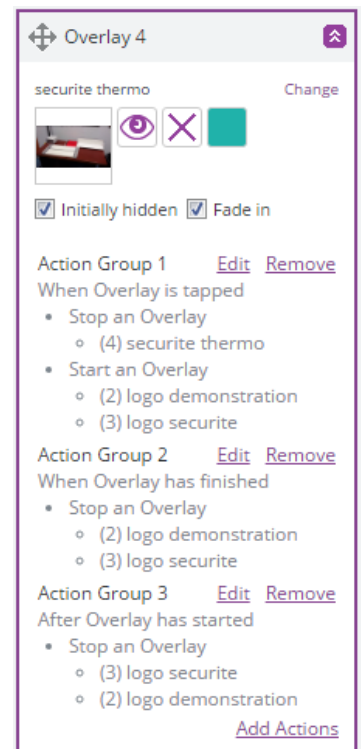 Overlay 4
securite thermo Change
Initially hidden Fade in
Action Group 1 Edit Remove
When Overlay is tapped
Stop an Overlay
(4) securite thermo
Start an Overlay
(2) logo demonstration
(3) logo securite
Action Group 2 Edit Remove
When Overlay has finished
Stop an Overlay
(2) logo demonstration
(3) logo securite
Action Group 3 Edit Remove
After Overlay has started
Stop an Overlay
(3) logo securite
(2) logo demonstration
Add Actions